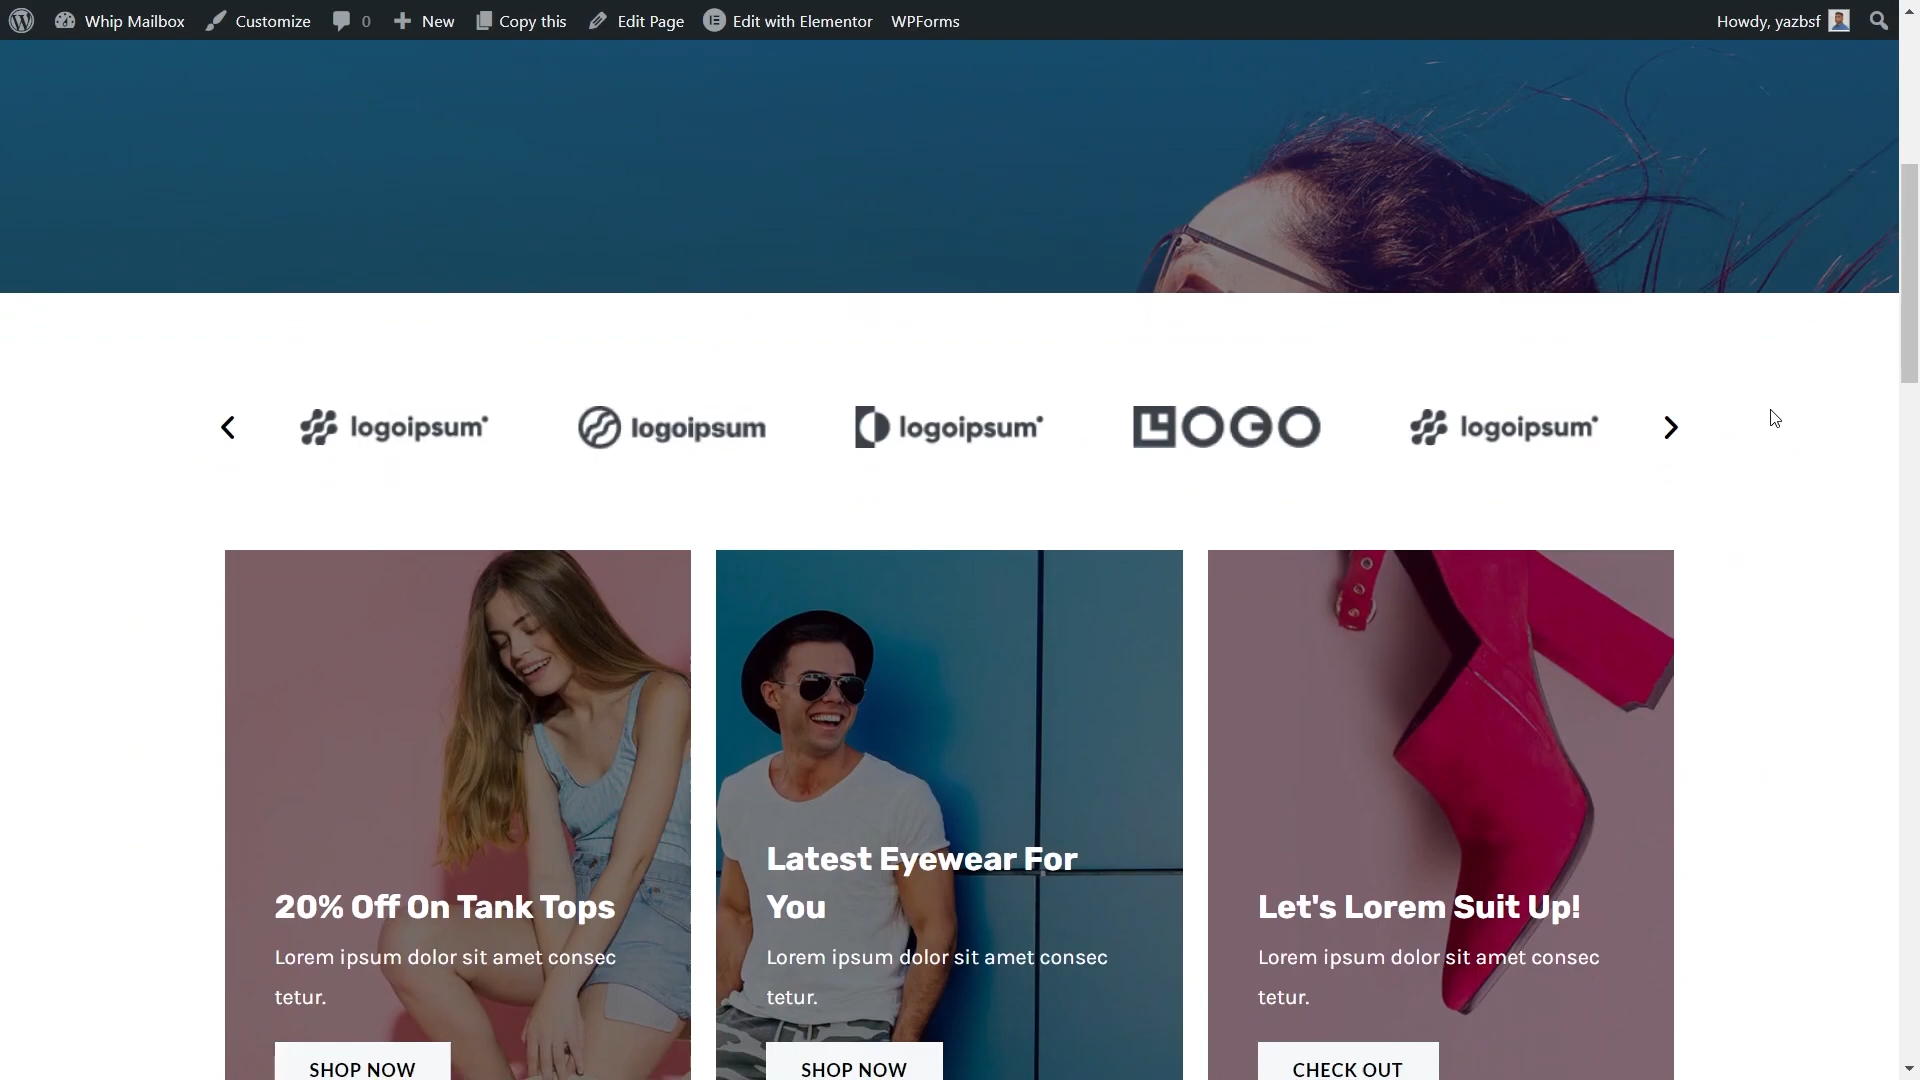 Whip Mailbox Customize 0 New Copy this Edit Page Edit with Elementor WPForms Howdy, yazbsf
logoipsum logoipsum logoipsum LOGO logoipsum
20% Off On Tank Tops
Lorem ipsum dolor sit amet consec
tetur.
SHOP NOW
Latest Eyewear For
You
Lorem ipsum dolor sit amet consec
tetur.
SHOP NOW
Let's Lorem Suit Up!
Lorem ipsum dolor sit amet consec
tetur.
CHECK OUT